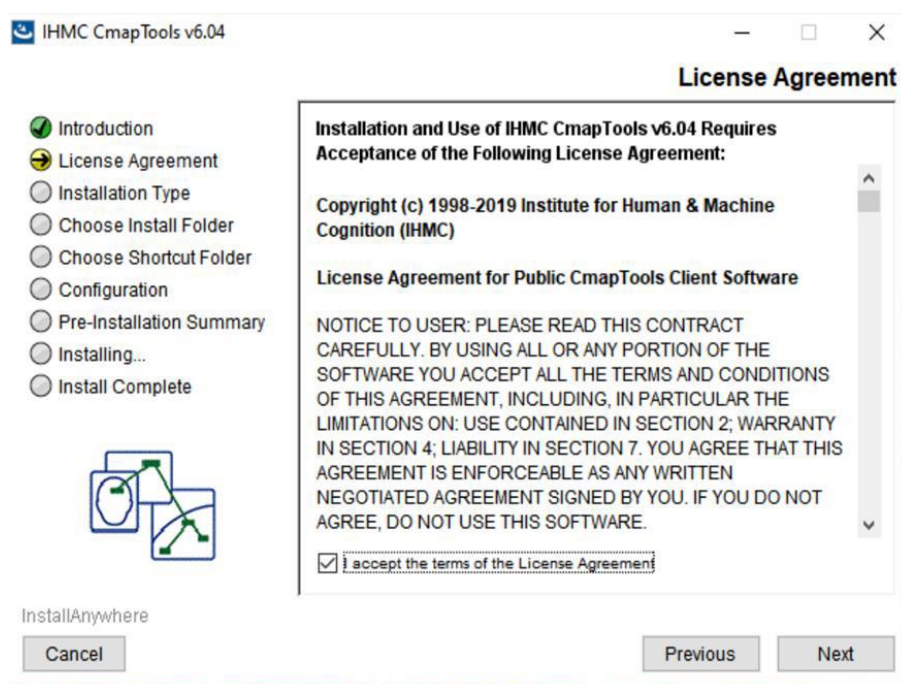 IHMC CmapTools v6.04
License Agreement
Introduction
License Agreement
Installation Type
Choose Install Folder
Choose Shortcut Folder
Configuration
Pre-Installation Summary
Installing...
Install Complete
Installation and Use of IHMC CmapTools v6.04 Requires
Acceptance of the Following License Agreement:
Copyright (c) 1998-2019 Institute for Human & Machine
Cognition (IHMC)
License Agreement for Public CmapTools Client Software
NOTICE TO USER: PLEASE READ THIS CONTRACT
CAREFULLY. BY USING ALL OR ANY PORTION OF THE
SOFTWARE YOU ACCEPT ALL THE TERMS AND CONDITIONS
OF THIS AGREEMENT, INCLUDING, IN PARTICULAR THE
LIMITATIONS ON: USE CONTAINED IN SECTION 2; WARRANTY
IN SECTION 4; LIABILITY IN SECTION 7. YOU AGREE THAT THIS
AGREEMENT IS ENFORCEABLE AS ANY WRITTEN
NEGOTIATED AGREEMENT SIGNED BY YOU. IF YOU DO NOT
AGREE, DO NOT USE THIS SOFTWARE.
I accept the terms of the License Agreement
InstallAnywhere
Cancel
Previous
Next